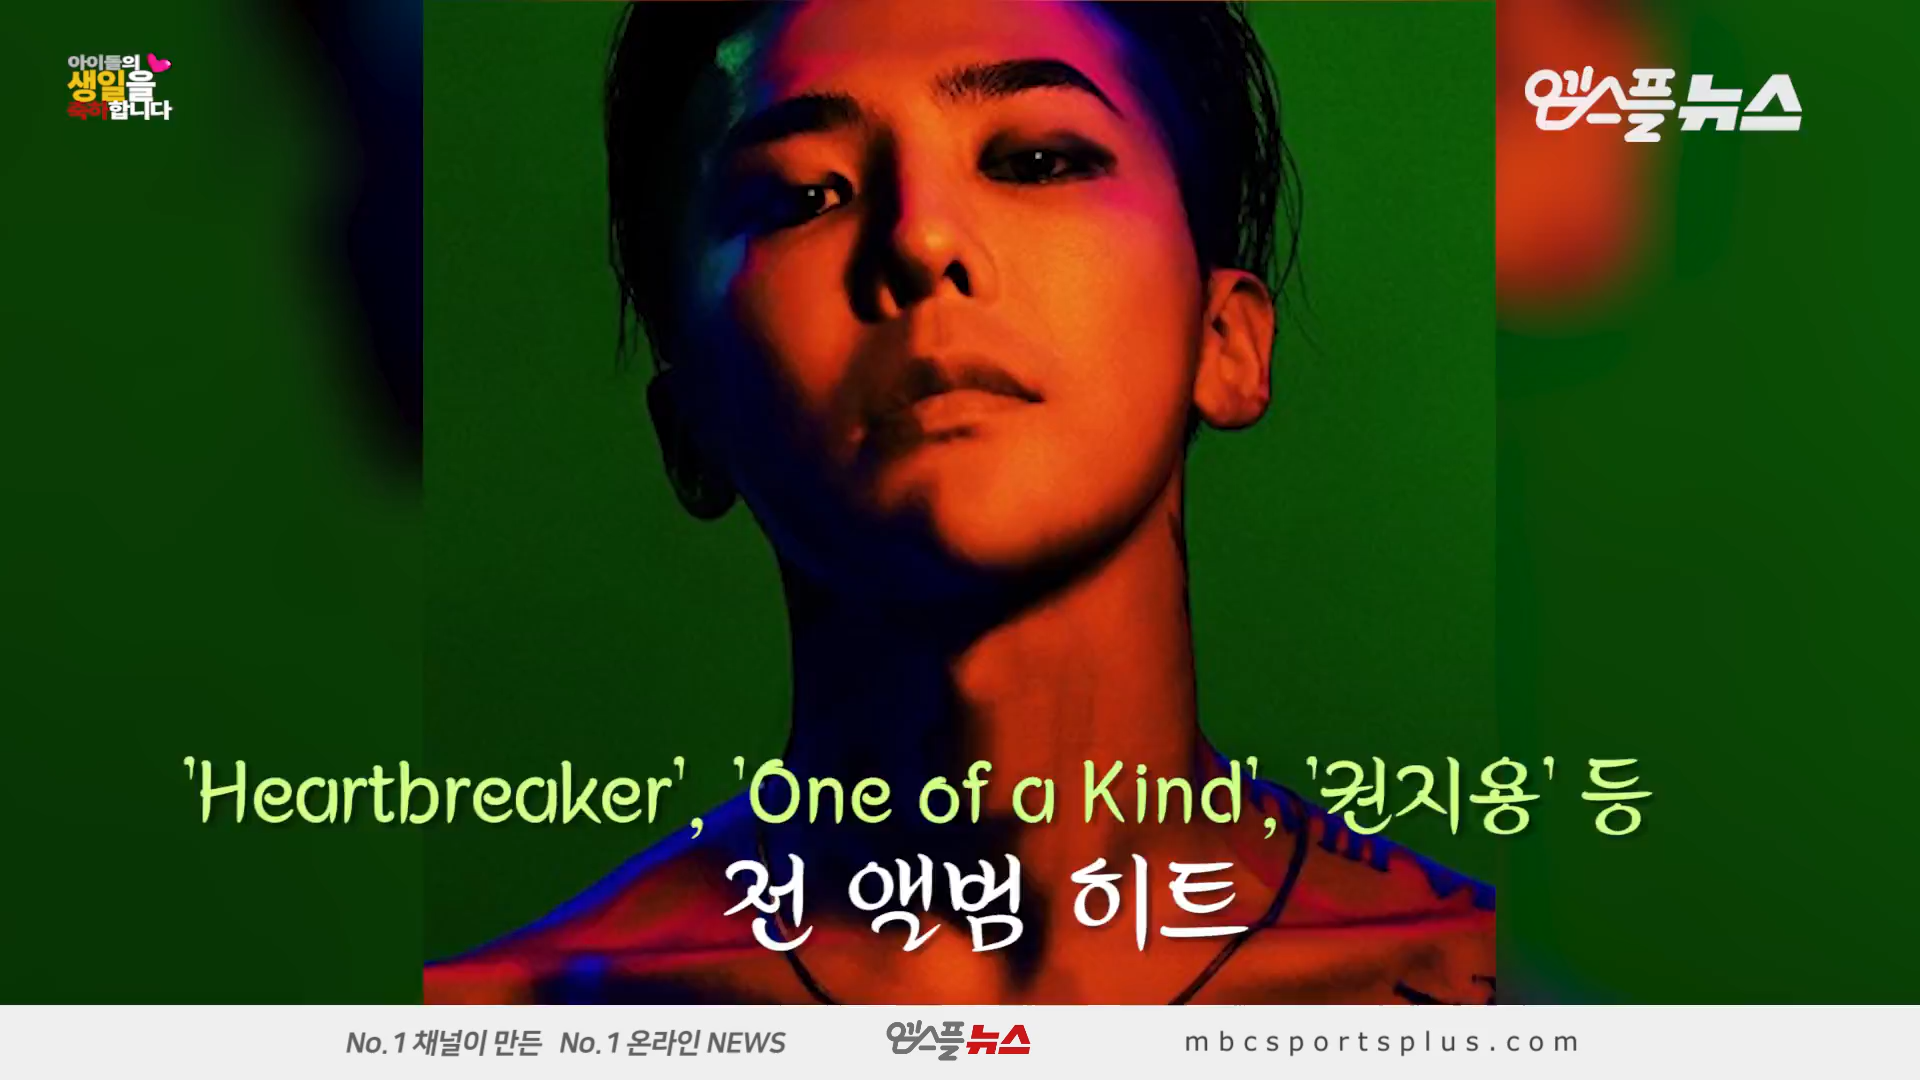 아이돌의
생일을
축하합니다
엠스플뉴스
'Heartbreaker', 'One of a Kind', '권지용' 등
전 앨범 히트
No.1 채널이 만든 No.1 온라인 NEWS
엠스플뉴스
mbcsportsplus.com